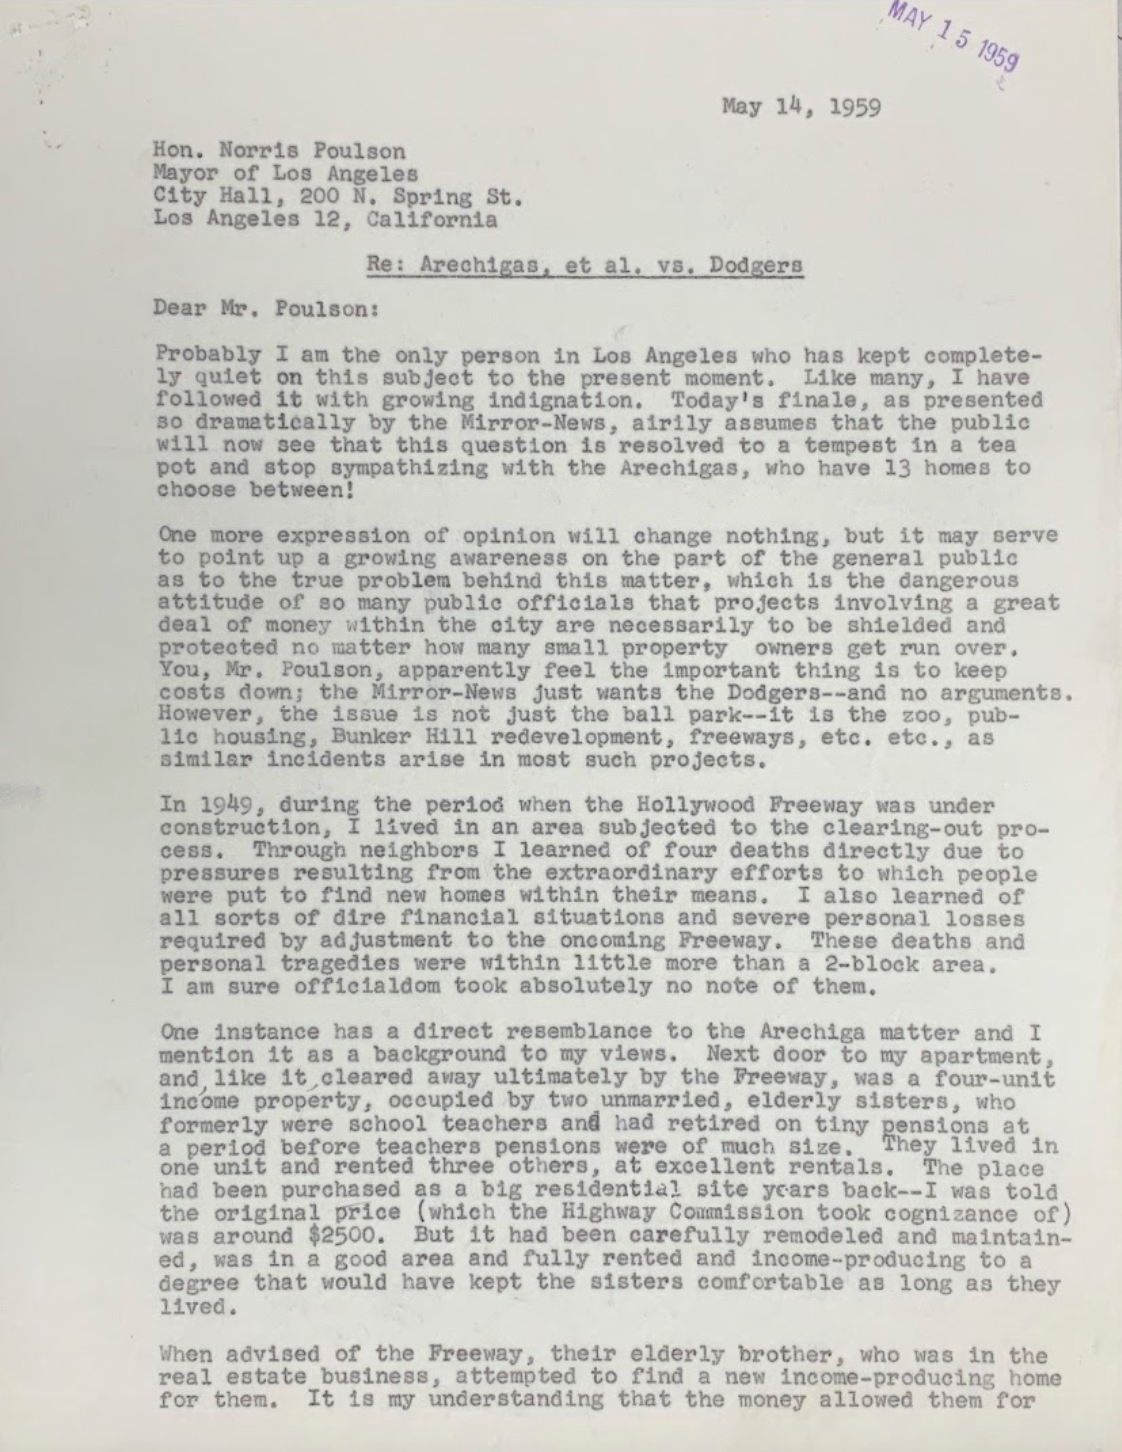 MAY 15 1959
May 14, 1959
Hon. Norris Poulson
Mayor of Los Angeles
City Hall, 200 N. Spring St.
Los Angeles 12, California
Re: Arechigas, et al. vs. Dodgers
Dear Mr. Poulson:
Probably I am the only person in Los Angeles who has kept complete-
ly quiet on this subject to the present moment. Like many, I have
followed it with growing indignation. Today's finale, as presented
so dramatically by the Mirror-News, airily assumes that the public
will now see that this question is resolved to a tempest in a tea
pot and stop sympathizing with the Arechigas, who have 13 homes to
choose between!
One more expression of opinion will change nothing, but it may serve
to point up a growing awareness on the part of the general public
as to the true problem behind this matter, which is the dangerous
attitude of so many public officials that projects involving a great
deal of money within the city are necessarily to be shielded and
protected no matter how many small property owners get run over.
You, Mr. Poulson, apparently feel the important thing is to keep
costs down; the Mirror-News just wants the Dodgers--and no arguments.
However, the issue is not just the ball park--it is the zoo, pub-
lic housing, Bunker Hill redevelopment, freeways, etc. etc., as
similar incidents arise in most such projects.
In 1949, during the period when the Hollywood Freeway was under
construction, I lived in an area subjected to the clearing-out pro-
cess. Through neighbors I learned of four deaths directly due to
pressures resulting from the extraordinary efforts to which people
were put to find new homes within their means. I also learned of
all sorts of dire financial situations and severe personal losses
required by adjustment to the oncoming Freeway. These deaths and
personal tragedies were within little more than a 2-block area.
I am sure officialdom took absolutely no note of them.
One instance has a direct resemblance to the Arechiga matter and I
mention it as a background to my views. Next door to my apartment,
and, like it, cleared away ultimately by the Freeway, was a four-unit
income property, occupied by two unmarried, elderly sisters, who
formerly were school teachers and had retired on tiny pensions at
a period before teachers pensions were of much size. They lived in
one unit and rented three others, at excellent rentals. The place
had been purchased as a big residential site years back--I was told
the original price (which the Highway Commission took cognizance of)
was around $2500. But it had been carefully remodeled and maintain-
ed, was in a good area and fully rented and income-producing to a
degree that would have kept the sisters comfortable as long as they
lived.
When advised of the Freeway, their elderly brother, who was in the
real estate business, attempted to find a new income-producing home
for them. It is my understanding that the money allowed them for